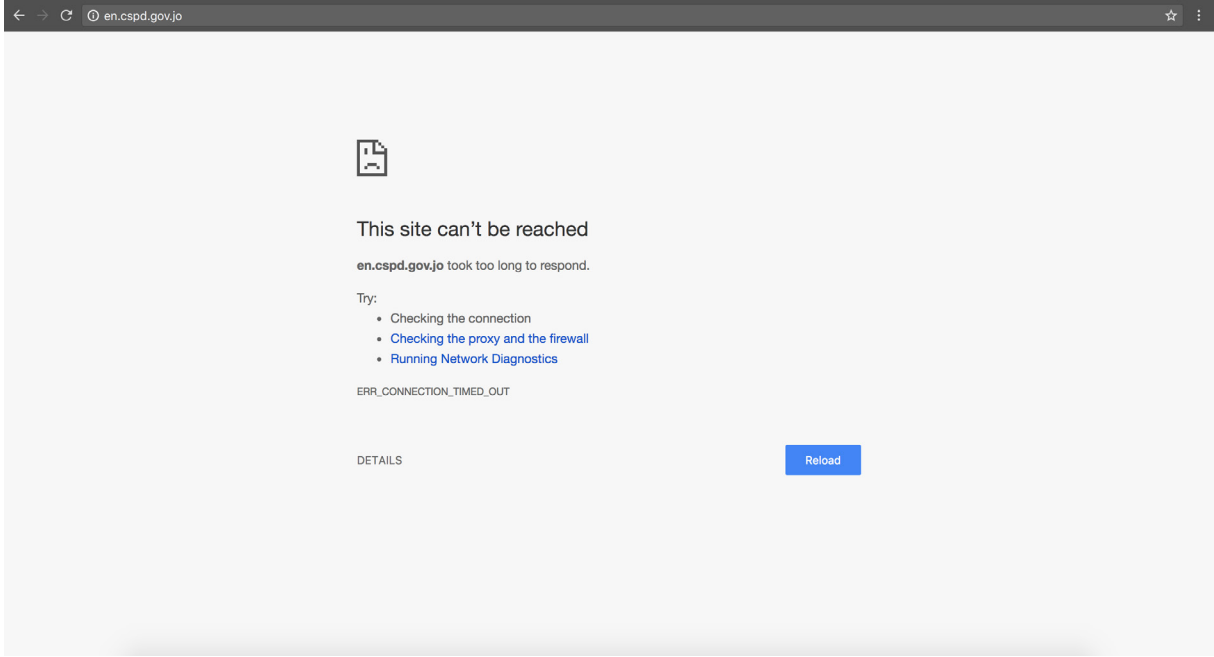 en.cspd.gov.jo
This site can't be reached
en.cspd.gov.jo took too long to respond.
Try:
• Checking the connection
• Checking the proxy and the firewall
• Running Network Diagnostics
ERR_CONNECTION_TIMED_OUT
DETAILS
Reload